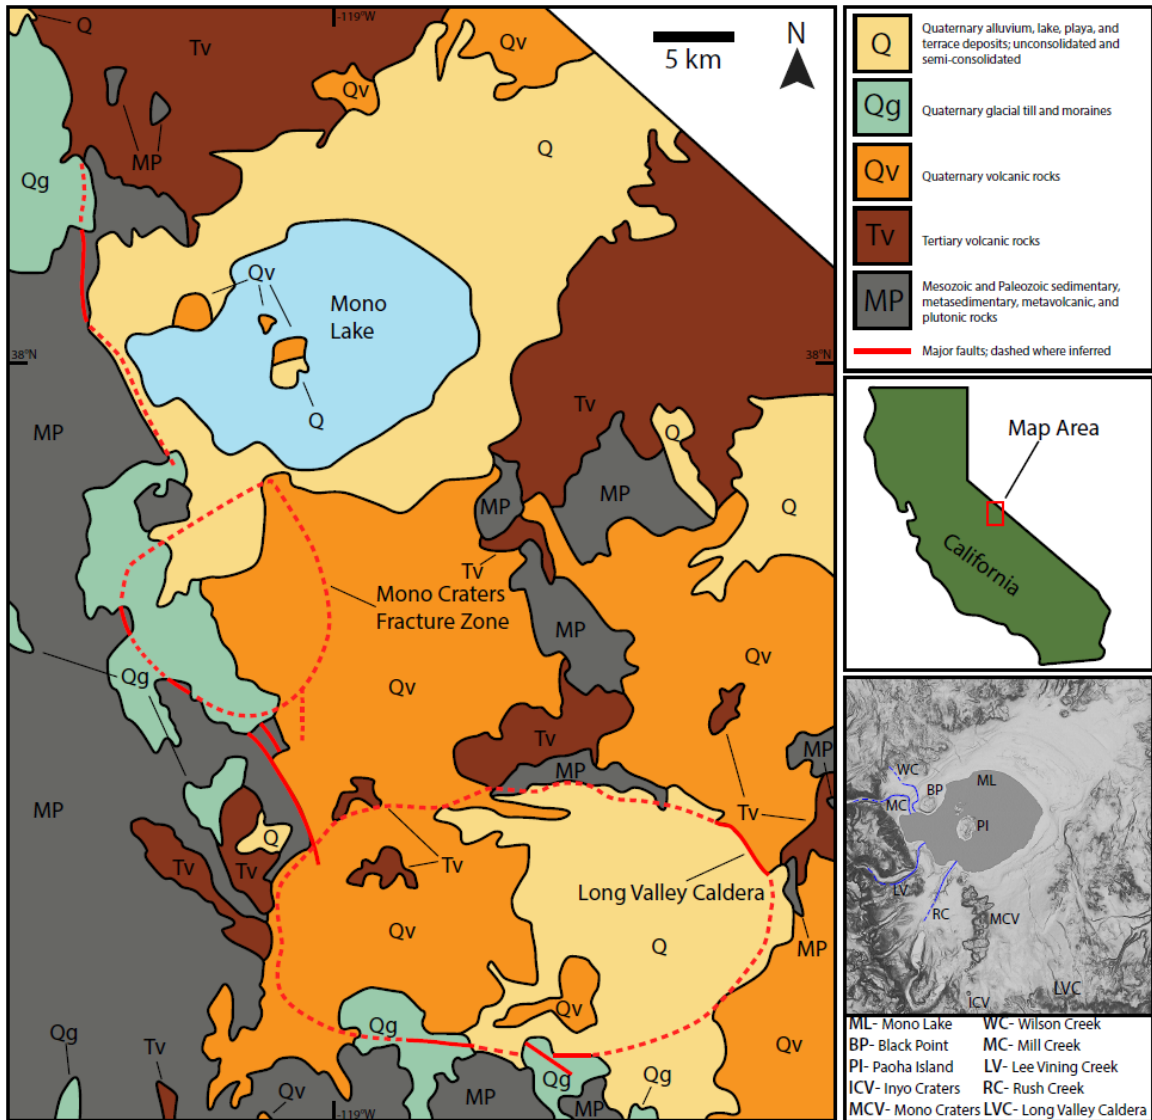 -119°W
Q
Tv
Qv
5 km
N
Qv
MP
Q
Qg
Qv
Mono
Lake
38°N
38°N
Q
Tv
MP
Q
MP
MP
Q
Tv
Mono Craters
Fracture Zone
MP
Qv
Qg
Qv
Tv
MP
MP
MP
Tv
Q
Tv
Tv
Tv
Long Valley Caldera
Qv
Q
MP
Qv
Qg
Qg
Tv
Qv
Qg
Qg
Qv
MP
MP
-119°W
Q
Quaternary alluvium, lake, playa, and
terrace deposits; unconsolidated and
semi-consolidated
Qg
Quaternary glacial till and moraines
Qv
Quaternary volcanic rocks
Tv
Tertiary volcanic rocks
MP
Mesozoic and Paleozoic sedimentary,
metasedimentary, metavolcanic, and
plutonic rocks
Major faults; dashed where inferred
Map Area
California
WC
ML
BP
MC
PI
LV
RC
MCV
ICV
LVC
ML- Mono Lake
WC- Wilson Creek
BP- Black Point
MC- Mill Creek
PI- Paoha Island
LV- Lee Vining Creek
ICV- Inyo Craters
RC- Rush Creek
MCV- Mono Craters
LVC- Long Valley Caldera